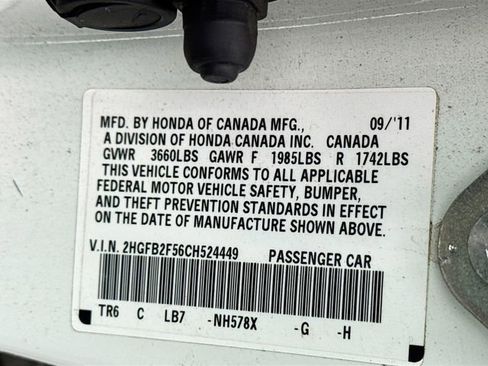 MFD. BY HONDA OF CANADA MFG., 09/'11
A DIVISION OF HONDA CANADA INC. CANADA
GVWR 3660LBS GAWR F 1985LBS R 1742LBS
THIS VEHICLE CONFORMS TO ALL APPLICABLE
FEDERAL MOTOR VEHICLE SAFETY, BUMPER,
AND THEFT PREVENTION STANDARDS IN EFFECT
ON THE DATE OF MANUFACTURE SHOWN ABOVE.
V.I.N. 2HGFB2F56CH524449 PASSENGER CAR
TR6 C LB7 -NH578X -G -H